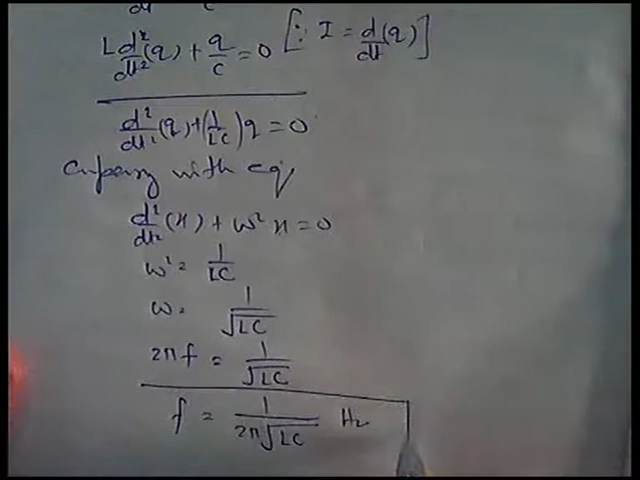 L d²/dt² (q) + q/C = 0 [∵ I = d/dt (q)]
d²/dt² (q) + (1/LC) q = 0
Comparing with eq
d²/dt² (x) + ω² x = 0
ω² = 1/LC
ω = 1/√LC
2πf = 1/√LC
f = 1/2π√LC Hz